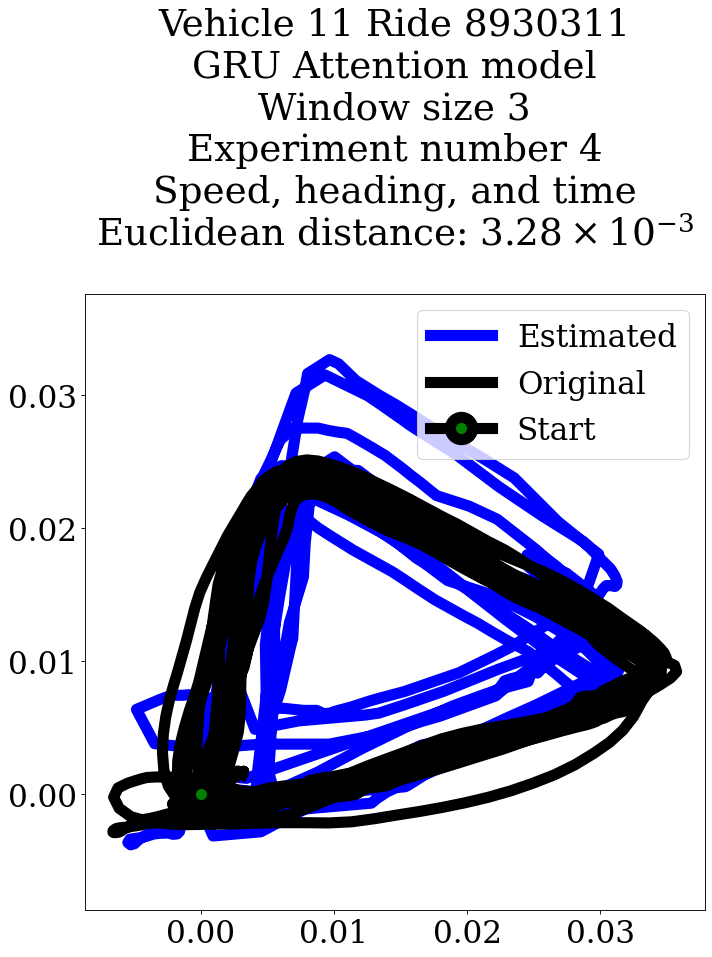 Vehicle 11 Ride 8930311
GRU Attention model
Window size 3
Experiment number 4
Speed, heading, and time
Euclidean distance: 3.28 × 10⁻³
Estimated
Original
Start
0.03
0.02
0.01
0.00
0.00 0.01 0.02 0.03